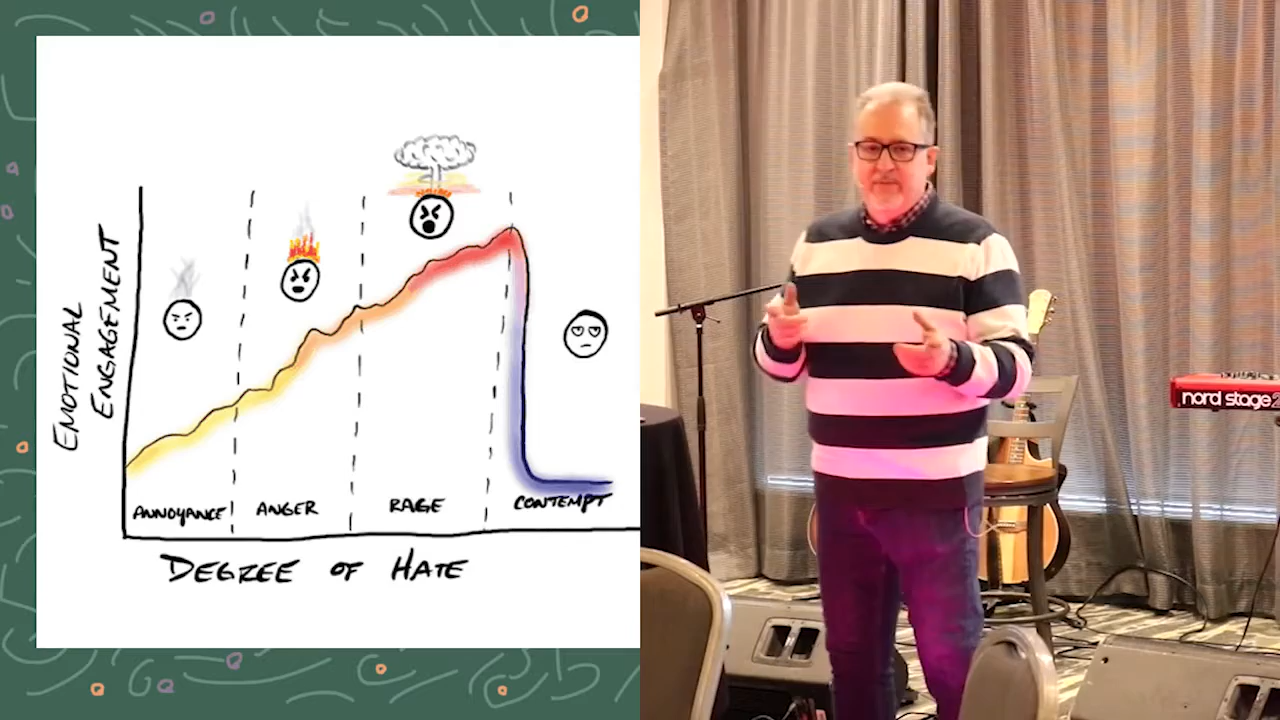 EMOTIONAL
ENGAGEMENT
ANNOYANCE
ANGER
RAGE
CONTEMPT
DEGREE OF HATE
nord stage 2